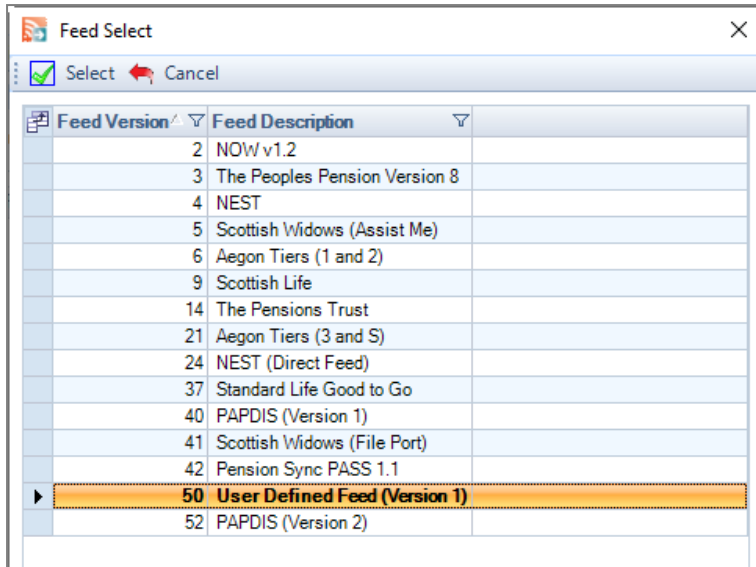 Feed Select
Select Cancel
Feed Version Feed Description
2 NOW v1.2
3 The Peoples Pension Version 8
4 NEST
5 Scottish Widows (Assist Me)
6 Aegon Tiers (1 and 2)
9 Scottish Life
14 The Pensions Trust
21 Aegon Tiers (3 and S)
24 NEST (Direct Feed)
37 Standard Life Good to Go
40 PAPDIS (Version 1)
41 Scottish Widows (File Port)
42 Pension Sync PASS 1.1
50 User Defined Feed (Version 1)
52 PAPDIS (Version 2)